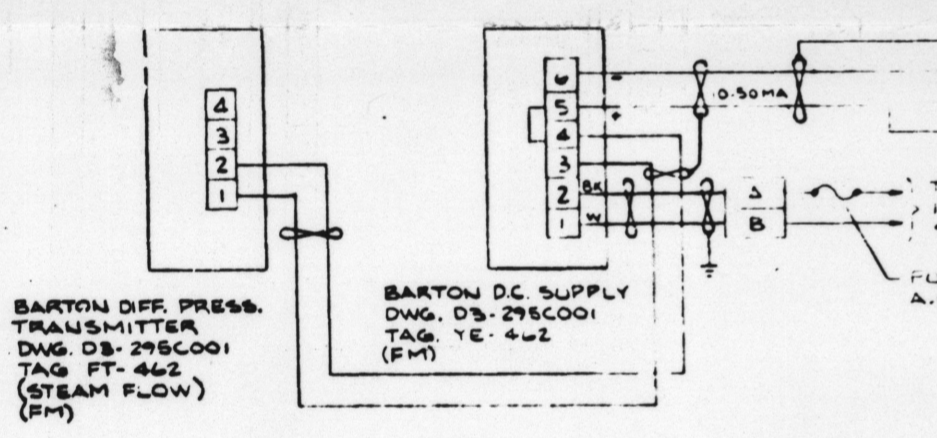 4
3
2
1
6
5
4
3
2
1
-
+
10-50MA
BK
W
A
B
BARTON DIFF. PRESS.
TRANSMITTER
DWG. D3-295C001
TAG FT-462
(STEAM FLOW)
(FM)
BARTON D.C. SUPPLY
DWG. D3-295C001
TAG. YE-462
(FM)
A.